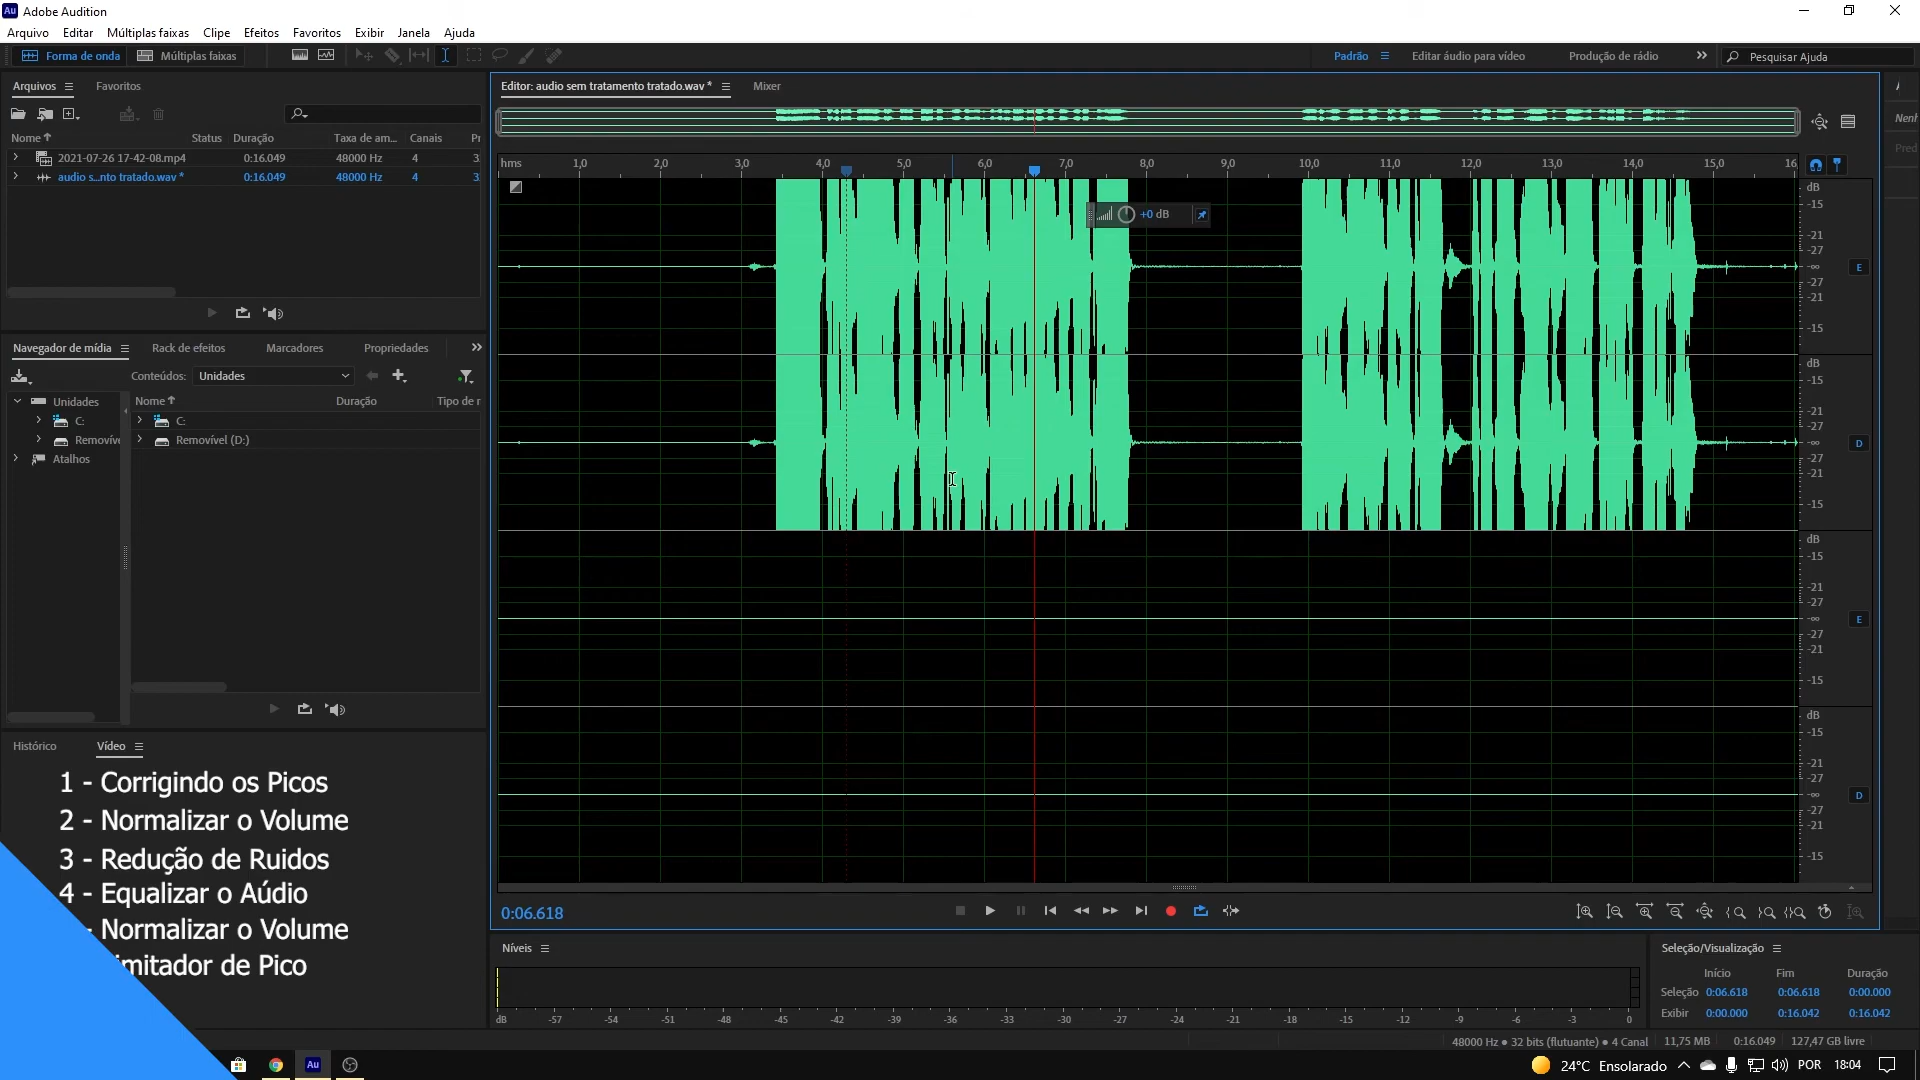 Adobe Audition
Arquivo Editar Múltiplas faixas Clipe Efeitos Favoritos Exibir Janela Ajuda
Forma de onda Múltiplas faixas Padrão Editar áudio para vídeo Produção de rádio Pesquisar Ajuda
Arquivos Favoritos
Nome Status Duração Taxa de am... Canais
2021-07-26 17-42-08.mp4 0:16.049 48000 Hz 4 3
audio s...nto tratado.wav * 0:16.049 48000 Hz 4 3
Navegador de mídia Rack de efeitos Marcadores Propriedades
Conteúdos: Unidades
Unidades
C:
Removíve
Atalhos
Nome Duração Tipo de r
C:
Removível (D:)
Histórico Vídeo
1 - Corrigindo os Picos
2 - Normalizar o Volume
3 - Redução de Ruidos
4 - Equalizar o Aúdio
- Normalizar o Volume
imitador de Pico
Editor: audio sem tratamento tratado.wav * Mixer
Nenh
Pred
hms 1,0 2,0 3,0 4,0 5,0 6,0 7,0 8,0 9,0 10,0 11,0 12,0 13,0 14,0 15,0 16
+0 dB
dB
-15
-21
-27
-∞
-27
-21
-15
E
dB
-15
-21
-27
-∞
-27
-21
-15
D
dB
-15
-21
-27
-∞
-27
-21
-15
E
dB
-15
-21
-27
-∞
-27
-21
-15
D
0:06.618
Níveis
dB -57 -54 -51 -48 -45 -42 -39 -36 -33 -30 -27 -24 -21 -18 -15 -12 -9 -6 -3 0
Seleção/Visualização
Início Fim Duração
Seleção 0:06.618 0:06.618 0:00.000
Exibir 0:00.000 0:16.042 0:16.042
48000 Hz ● 32 bits (flutuante) ● 4 Canal 11,75 MB 0:16.049 127,47 GB livre
Au 24°C Ensolarado POR 18:04